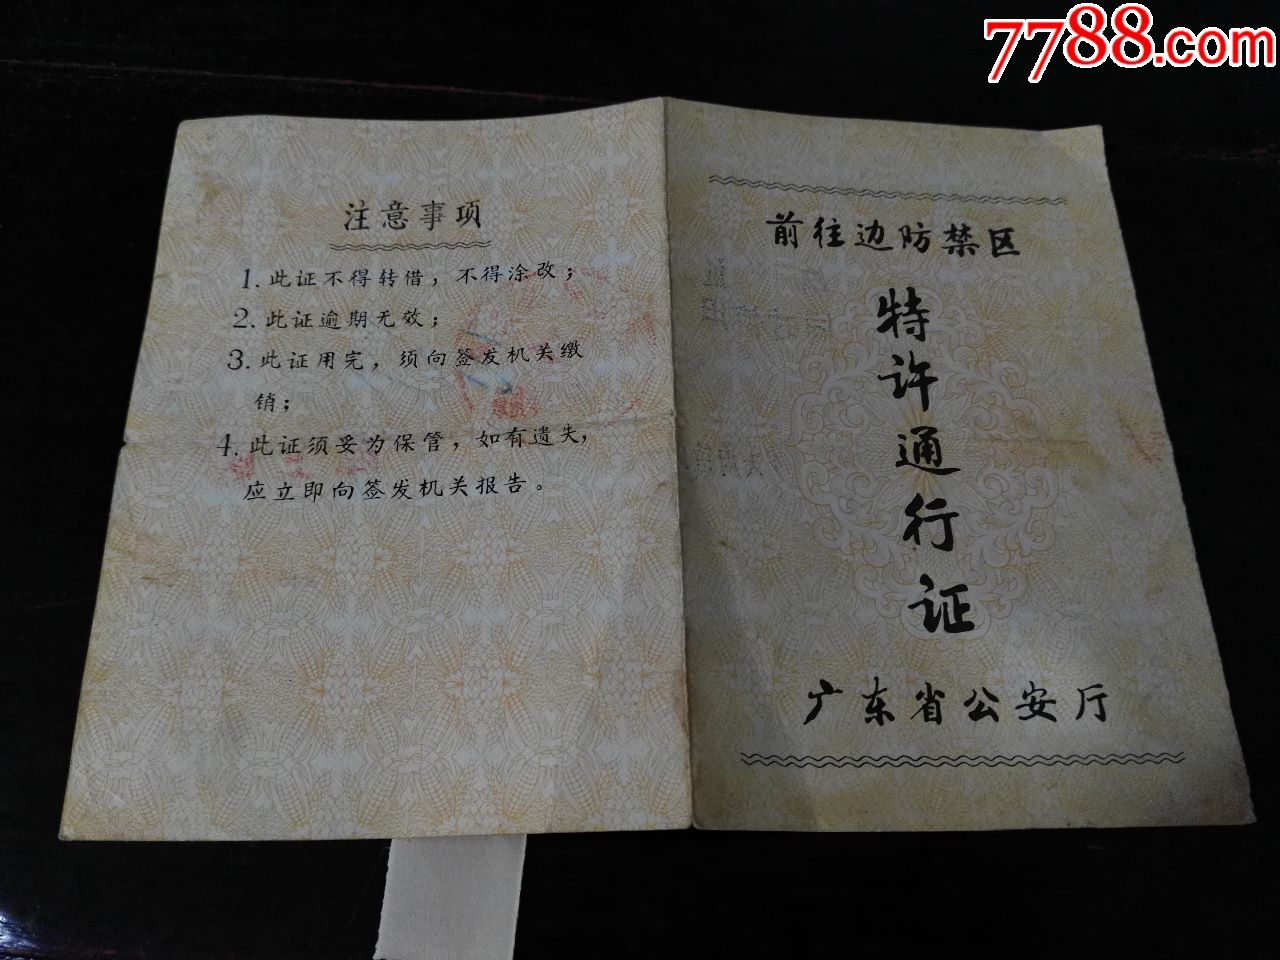 7788.com
注意事项
1. 此证不得转借，不得涂改；
2. 此证逾期无效；
3. 此证用完，须向签发机关缴
销；
4. 此证须妥为保管，如有遗失，
应立即向签发机关报告。
前往边防禁区
特许通行证
广东省公安厅